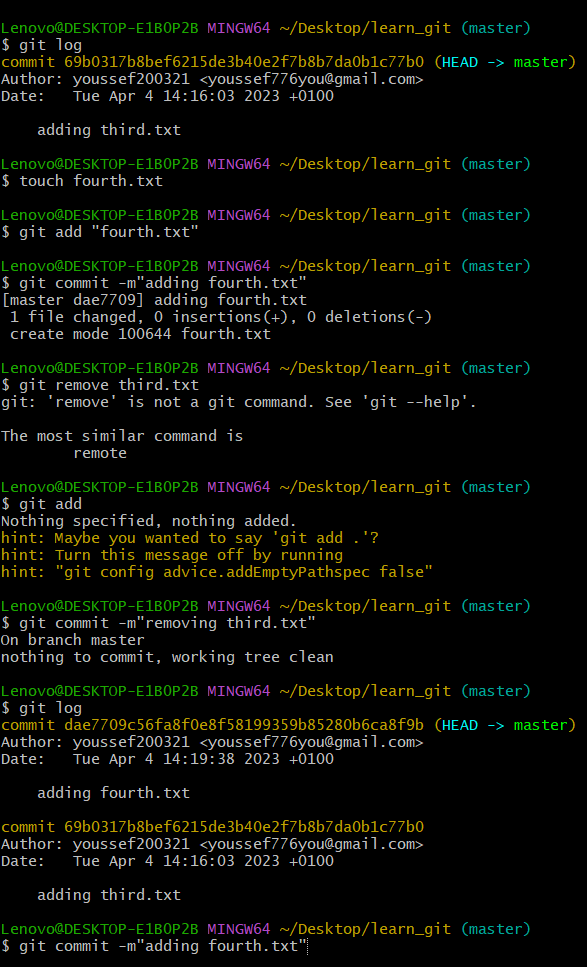 Lenovo@DESKTOP-E1B0P2B MINGW64 ~/Desktop/learn_git (master)
$ git log
commit 69b0317b8bef6215de3b40e2f7b8b7da0b1c77b0 (HEAD -> master)
Author: youssef200321 <youssef776you@gmail.com>
Date:   Tue Apr 4 14:16:03 2023 +0100
    adding third.txt
Lenovo@DESKTOP-E1B0P2B MINGW64 ~/Desktop/learn_git (master)
$ touch fourth.txt
Lenovo@DESKTOP-E1B0P2B MINGW64 ~/Desktop/learn_git (master)
$ git add "fourth.txt"
Lenovo@DESKTOP-E1B0P2B MINGW64 ~/Desktop/learn_git (master)
$ git commit -m"adding fourth.txt"
[master dae7709] adding fourth.txt
 1 file changed, 0 insertions(+), 0 deletions(-)
 create mode 100644 fourth.txt
Lenovo@DESKTOP-E1B0P2B MINGW64 ~/Desktop/learn_git (master)
$ git remove third.txt
git: 'remove' is not a git command. See 'git --help'.
The most similar command is
        remote
Lenovo@DESKTOP-E1B0P2B MINGW64 ~/Desktop/learn_git (master)
$ git add
Nothing specified, nothing added.
hint: Maybe you wanted to say 'git add .'?
hint: Turn this message off by running
hint: "git config advice.addEmptyPathspec false"
Lenovo@DESKTOP-E1B0P2B MINGW64 ~/Desktop/learn_git (master)
$ git commit -m"removing third.txt"
On branch master
nothing to commit, working tree clean
Lenovo@DESKTOP-E1B0P2B MINGW64 ~/Desktop/learn_git (master)
$ git log
commit dae7709c56fa8f0e8f58199359b85280b6ca8f9b (HEAD -> master)
Author: youssef200321 <youssef776you@gmail.com>
Date:   Tue Apr 4 14:19:38 2023 +0100
    adding fourth.txt
commit 69b0317b8bef6215de3b40e2f7b8b7da0b1c77b0
Author: youssef200321 <youssef776you@gmail.com>
Date:   Tue Apr 4 14:16:03 2023 +0100
    adding third.txt
Lenovo@DESKTOP-E1B0P2B MINGW64 ~/Desktop/learn_git (master)
$ git commit -m"adding fourth.txt"